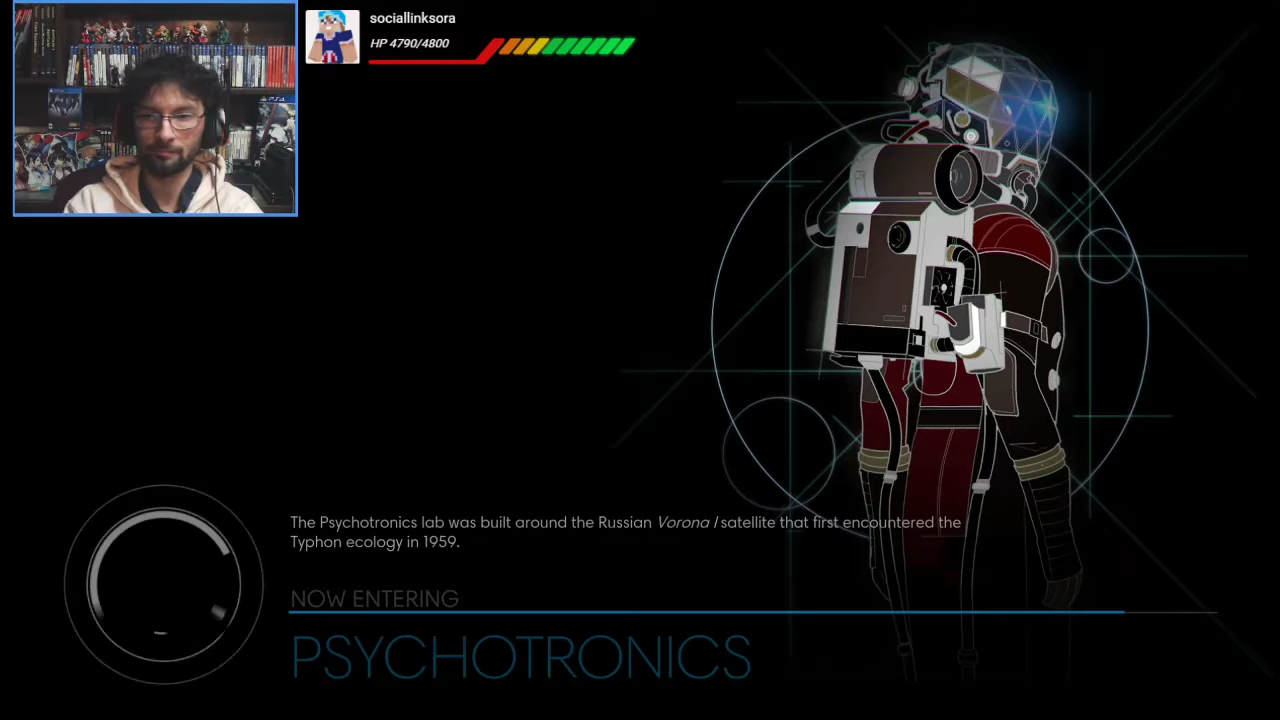 sociallinksora
HP 4790/4800
The Psychotronics lab was built around the Russian Vorona I satellite that first encountered the
Typhon ecology in 1959.
NOW ENTERING
PSYCHOTRONICS